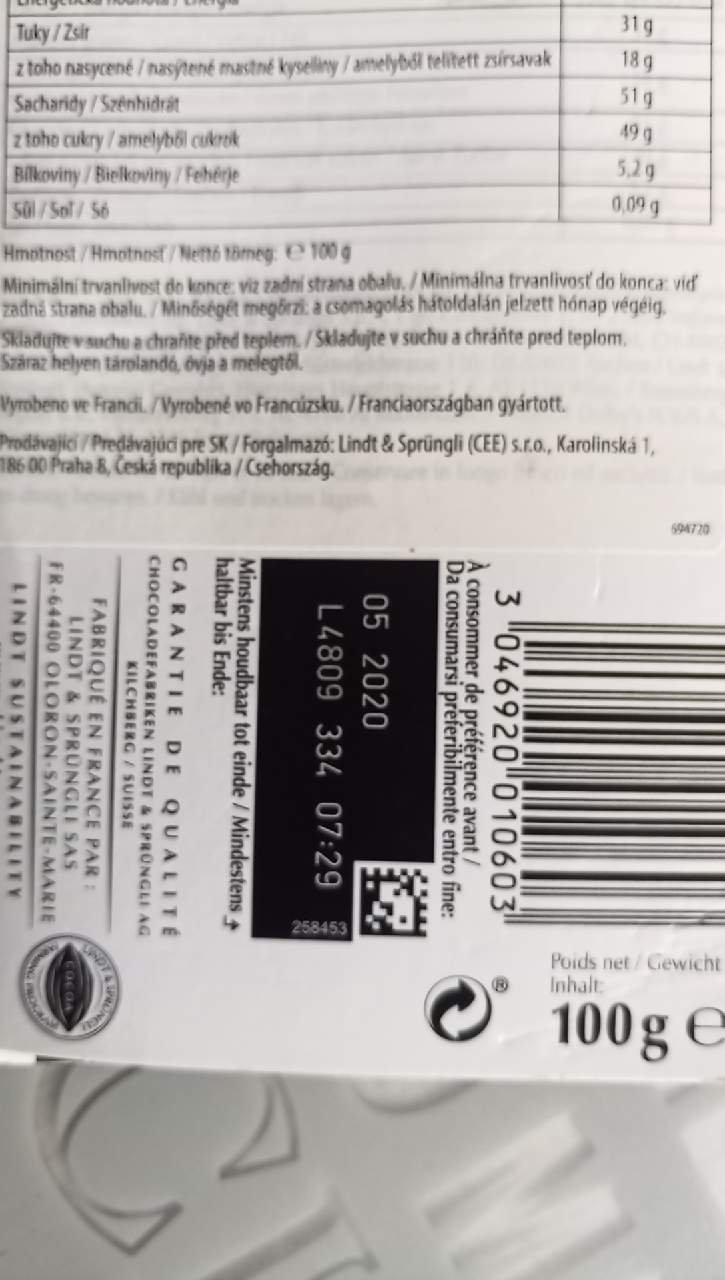 Tuky / Zsír 31 g
z toho nasycené / nasýtené mastné kyseliny / amelyből telített zsírsavak 18 g
Sacharidy / Szénhidrát 51 g
z toho cukry / amelyből cukrok 49 g
Bílkoviny / Bielkoviny / Fehérje 5,2 g
Sůl / Soľ / Só 0,09 g
Hmotnost / Hmotnosť / Nettó tömeg: ℮ 100 g
Minimální trvanlivost do konce: viz zadní strana obalu. / Minimálna trvanlivosť do konca: viď
zadná strana obalu. / Minőségét megőrzi: a csomagolás hátoldalán jelzett hónap végéig.
Skladujte v suchu a chraňte před teplem. / Skladujte v suchu a chráňte pred teplom.
Száraz helyen tárolandó, óvja a melegtől.
Vyrobeno ve Francii. / Vyrobené vo Francúzsku. / Franciaországban gyártott.
Prodávající / Predávajúci pre SK / Forgalmazó: Lindt & Sprüngli (CEE) s.r.o., Karolinská 1,
186 00 Praha 8, Česká republika / Csehország.
694720
3 046920 010603
À consommer de préférence avant /
Da consumarsi preferibilmente entro fine:
05 2020
L4809 334 07:29
258453
Minstens houdbaar tot einde / Mindestens
haltbar bis Ende:
GARANTIE DE QUALITÉ
CHOCOLADEFABRIKEN LINDT & SPRÜNGLI AG
KILCHBERG / SUISSE
FABRIQUÉ EN FRANCE PAR :
LINDT & SPRÜNGLI SAS
FR-64400 OLORON-SAINTE-MARIE
LINDT SUSTAINABILITY
LINDT & SPRÜNGLI
COCOA
FARMING PROGRAM
®
Poids net / Gewicht
Inhalt:
100 g ℮